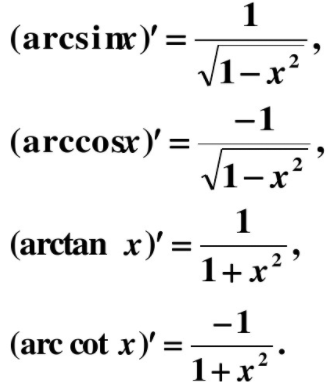 (arcsinx)′ = 1/√(1−x²),
(arccosx)′ = −1/√(1−x²),
(arctan x)′ = 1/(1+x²),
(arc cot x)′ = −1/(1+x²).